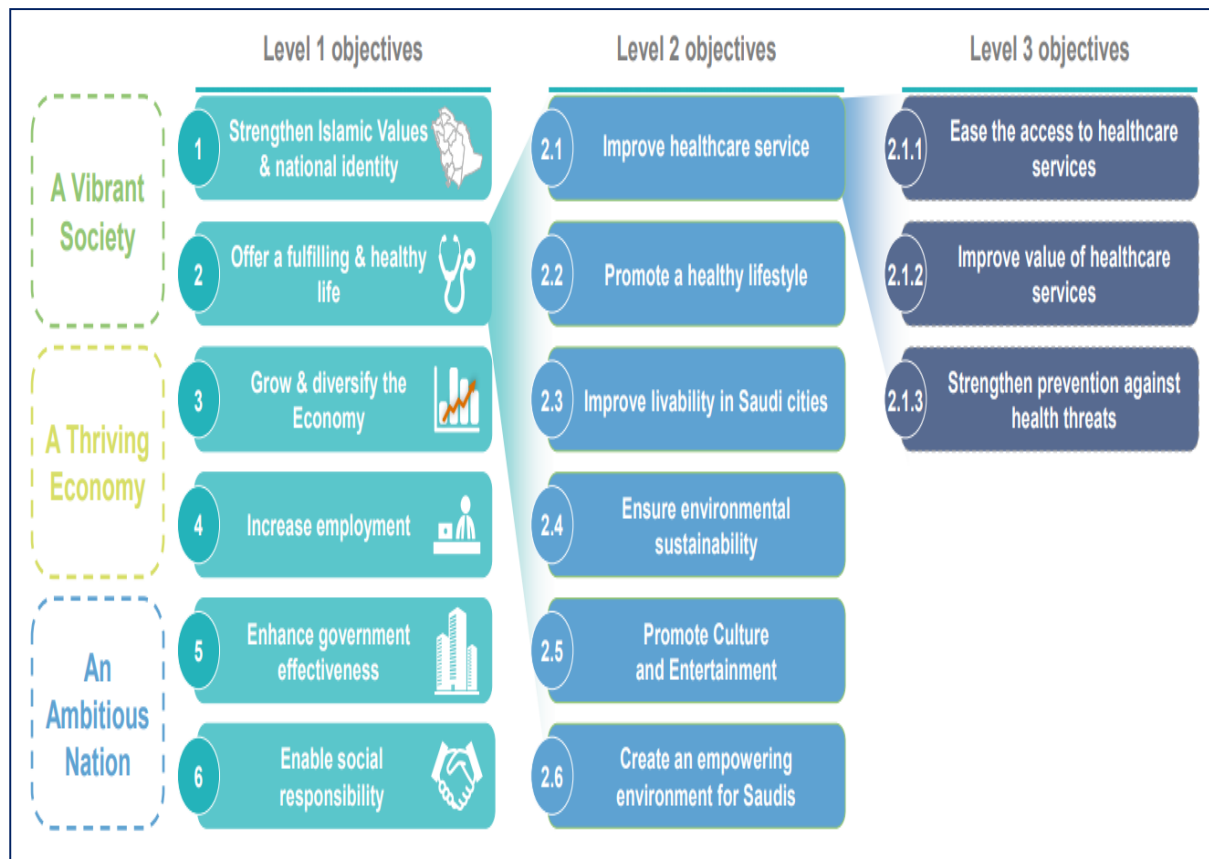 Level 1 objectives
Level 2 objectives
Level 3 objectives
A Vibrant
Society
A Thriving
Economy
An
Ambitious
Nation
1
Strengthen Islamic Values
& national identity
2
Offer a fulfilling & healthy
life
3
Grow & diversify the
Economy
4
Increase employment
5
Enhance government
effectiveness
6
Enable social
responsibility
2.1
Improve healthcare service
2.2
Promote a healthy lifestyle
2.3
Improve livability in Saudi cities
2.4
Ensure environmental
sustainability
2.5
Promote Culture
and Entertainment
2.6
Create an empowering
environment for Saudis
2.1.1
Ease the access to healthcare
services
2.1.2
Improve value of healthcare
services
2.1.3
Strengthen prevention against
health threats